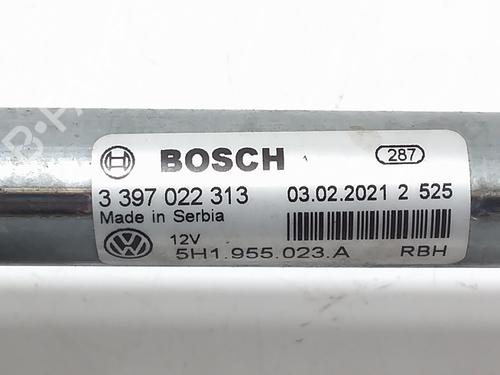 BOSCH 287
3 397 022 313 03.02.2021 2 525
Made in Serbia
12V
5H1.955.023.A RBH